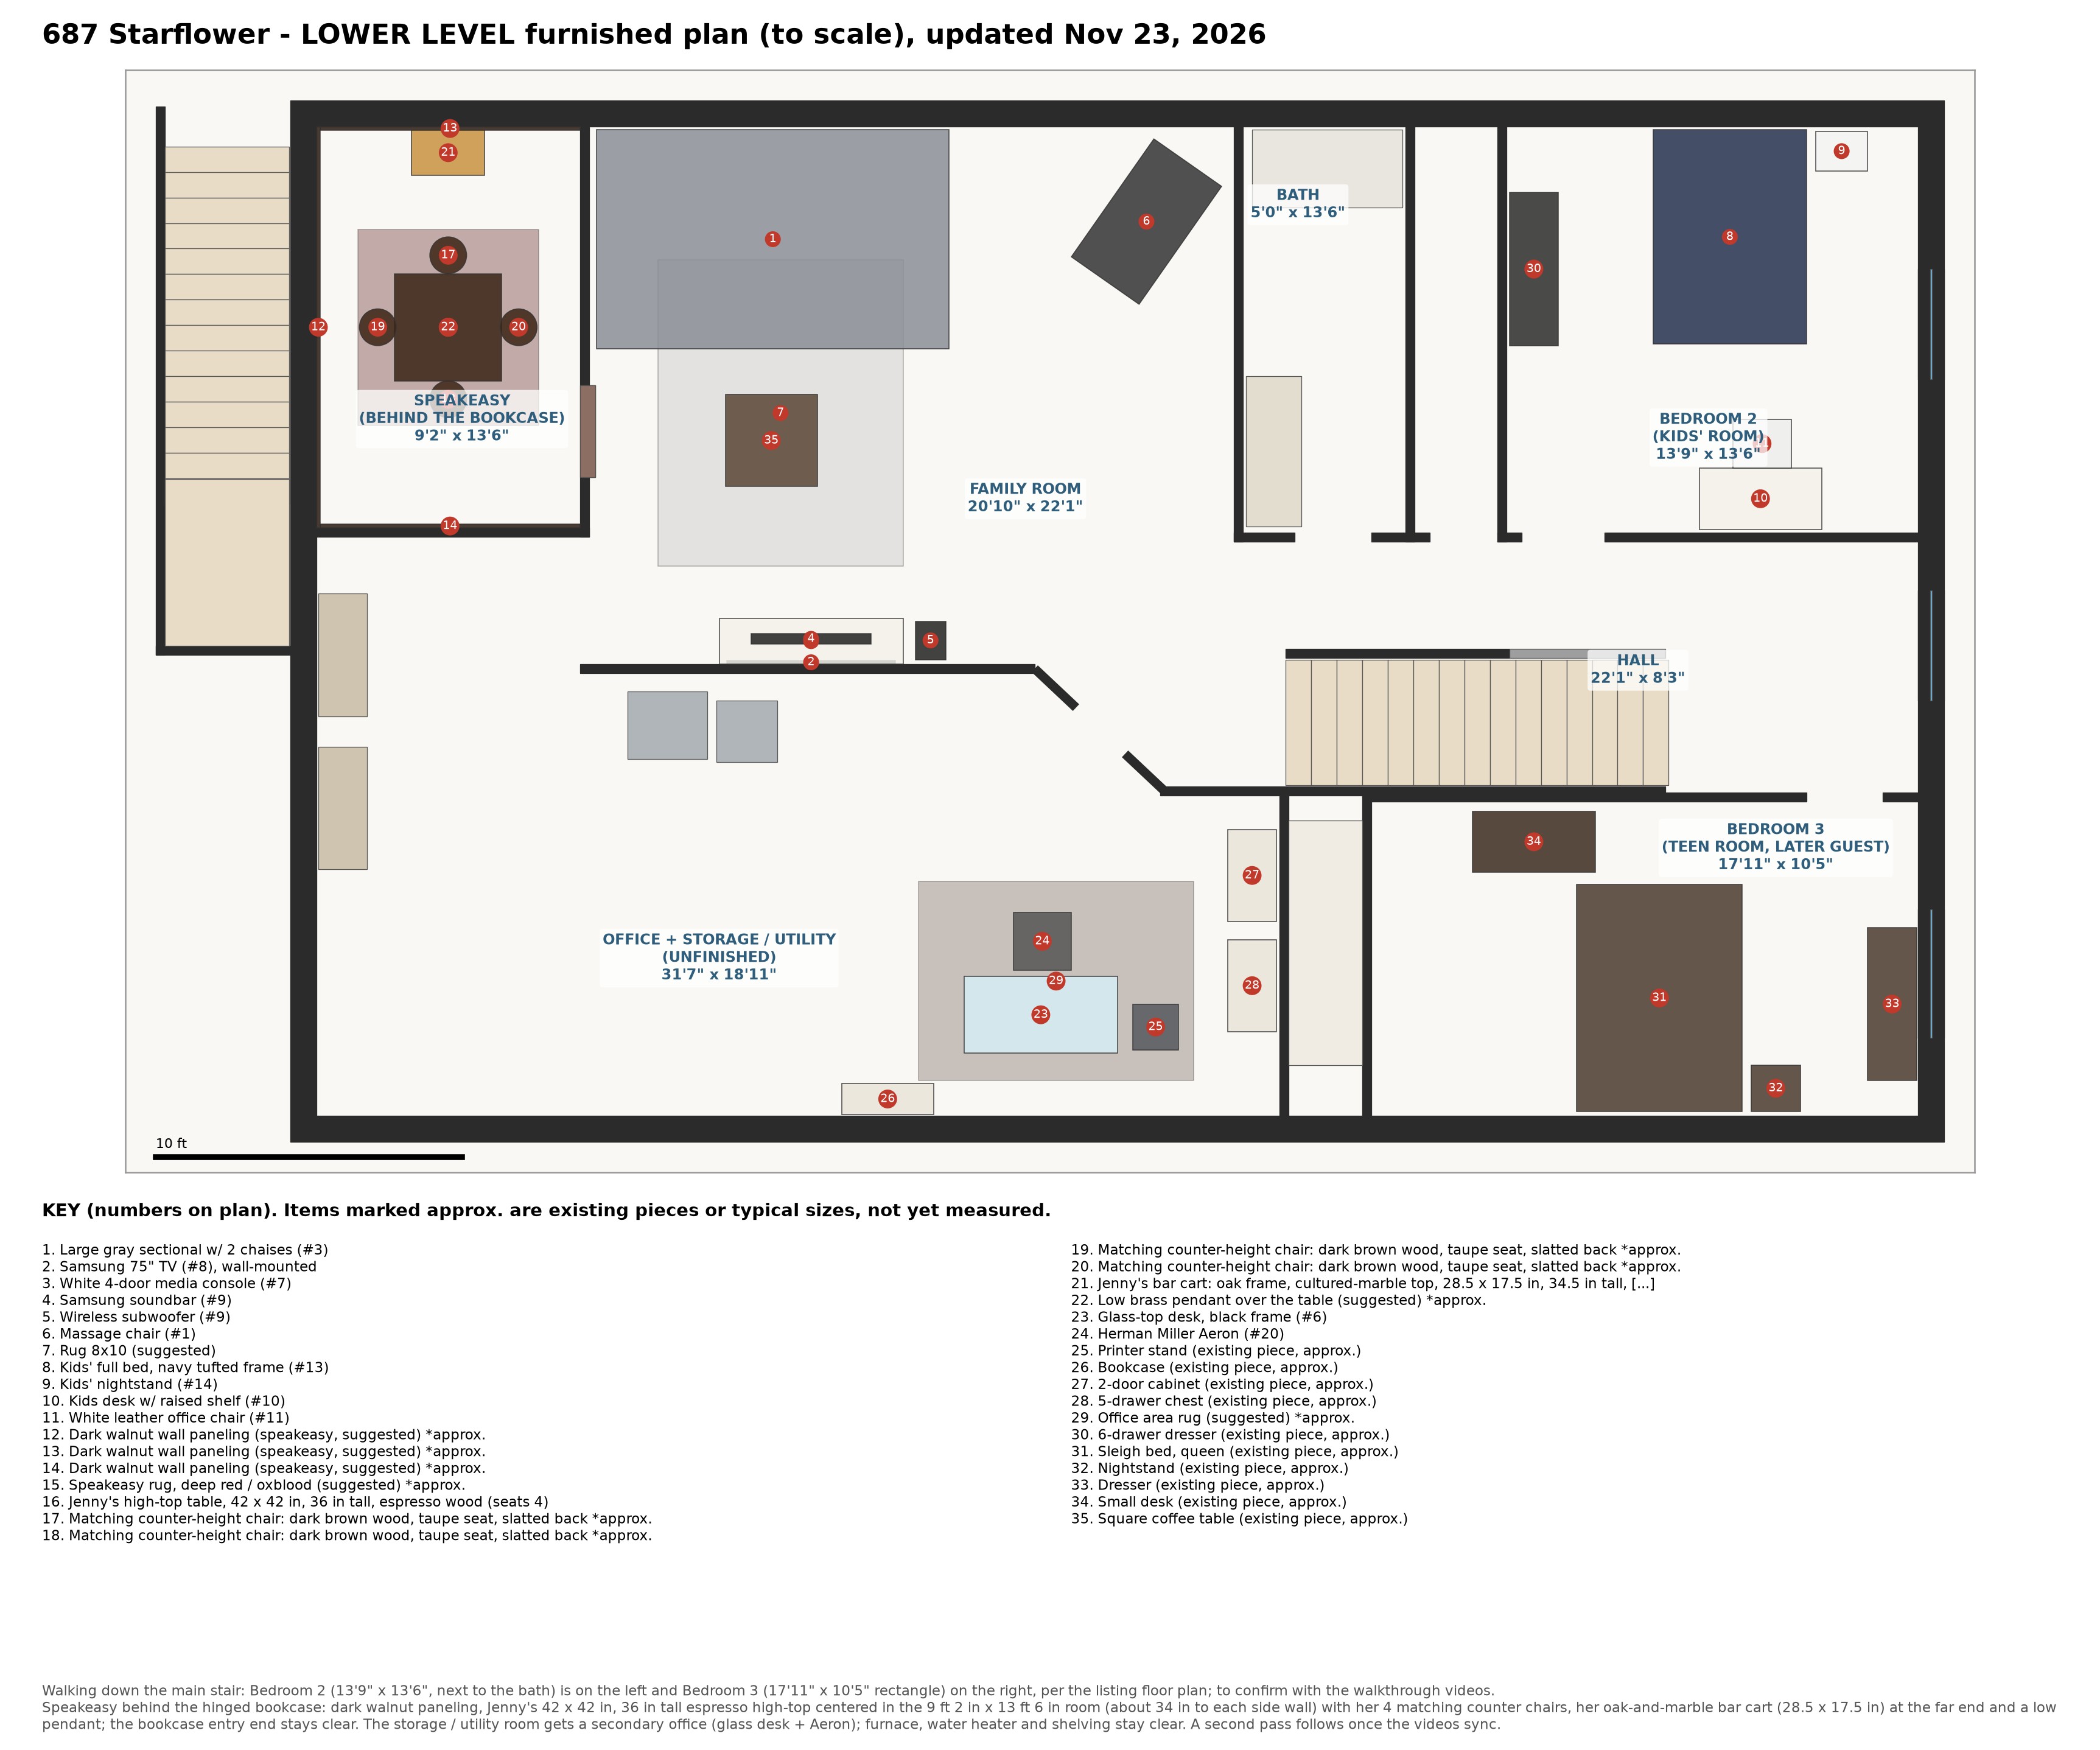 687 Starflower - LOWER LEVEL furnished plan (to scale), updated Nov 23, 2026
13
21
9
17
BATH
5'0" x 13'6"
6
1
8
30
12
19
22
20
SPEAKEASY
(BEHIND THE BOOKCASE)
9'2" x 13'6"
7
35
BEDROOM 2
(KIDS' ROOM)
13'9" x 13'6"
FAMILY ROOM
20'10" x 22'1"
10
14
4
5
2
HALL
22'1" x 8'3"
34
BEDROOM 3
(TEEN ROOM, LATER GUEST)
17'11" x 10'5"
27
OFFICE + STORAGE / UTILITY
(UNFINISHED)
31'7" x 18'11"
24
29
28
23
25
31
33
26
32
10 ft
KEY (numbers on plan). Items marked approx. are existing pieces or typical sizes, not yet measured.
1. Large gray sectional w/ 2 chaises (#3)
2. Samsung 75" TV (#8), wall-mounted
3. White 4-door media console (#7)
4. Samsung soundbar (#9)
5. Wireless subwoofer (#9)
6. Massage chair (#1)
7. Rug 8x10 (suggested)
8. Kids' full bed, navy tufted frame (#13)
9. Kids' nightstand (#14)
10. Kids desk w/ raised shelf (#10)
11. White leather office chair (#11)
12. Dark walnut wall paneling (speakeasy, suggested) *approx.
13. Dark walnut wall paneling (speakeasy, suggested) *approx.
14. Dark walnut wall paneling (speakeasy, suggested) *approx.
15. Speakeasy rug, deep red / oxblood (suggested) *approx.
16. Jenny's high-top table, 42 x 42 in, 36 in tall, espresso wood (seats 4)
17. Matching counter-height chair: dark brown wood, taupe seat, slatted back *approx.
18. Matching counter-height chair: dark brown wood, taupe seat, slatted back *approx.
19. Matching counter-height chair: dark brown wood, taupe seat, slatted back *approx.
20. Matching counter-height chair: dark brown wood, taupe seat, slatted back *approx.
21. Jenny's bar cart: oak frame, cultured-marble top, 28.5 x 17.5 in, 34.5 in tall, [...]
22. Low brass pendant over the table (suggested) *approx.
23. Glass-top desk, black frame (#6)
24. Herman Miller Aeron (#20)
25. Printer stand (existing piece, approx.)
26. Bookcase (existing piece, approx.)
27. 2-door cabinet (existing piece, approx.)
28. 5-drawer chest (existing piece, approx.)
29. Office area rug (suggested) *approx.
30. 6-drawer dresser (existing piece, approx.)
31. Sleigh bed, queen (existing piece, approx.)
32. Nightstand (existing piece, approx.)
33. Dresser (existing piece, approx.)
34. Small desk (existing piece, approx.)
35. Square coffee table (existing piece, approx.)
Walking down the main stair: Bedroom 2 (13'9" x 13'6", next to the bath) is on the left and Bedroom 3 (17'11" x 10'5" rectangle) on the right, per the listing floor plan; to confirm with the walkthrough videos.
Speakeasy behind the hinged bookcase: dark walnut paneling, Jenny's 42 x 42 in, 36 in tall espresso high-top centered in the 9 ft 2 in x 13 ft 6 in room (about 34 in to each side wall) with her 4 matching counter chairs, her oak-and-marble bar cart (28.5 x 17.5 in) at the far end and a low
pendant; the bookcase entry end stays clear. The storage / utility room gets a secondary office (glass desk + Aeron); furnace, water heater and shelving stay clear. A second pass follows once the videos sync.